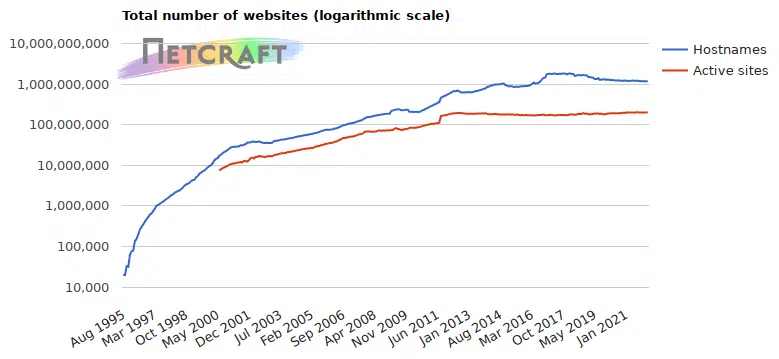 Total number of websites (logarithmic scale)
NETCRAFT
10,000,000,000
1,000,000,000
100,000,000
10,000,000
1,000,000
100,000
10,000
Hostnames
Active sites
Aug 1995
Mar 1997
Oct 1998
May 2000
Dec 2001
Jul 2003
Feb 2005
Sep 2006
Apr 2008
Nov 2009
Jun 2011
Jan 2013
Aug 2014
Mar 2016
Oct 2017
May 2019
Jan 2021